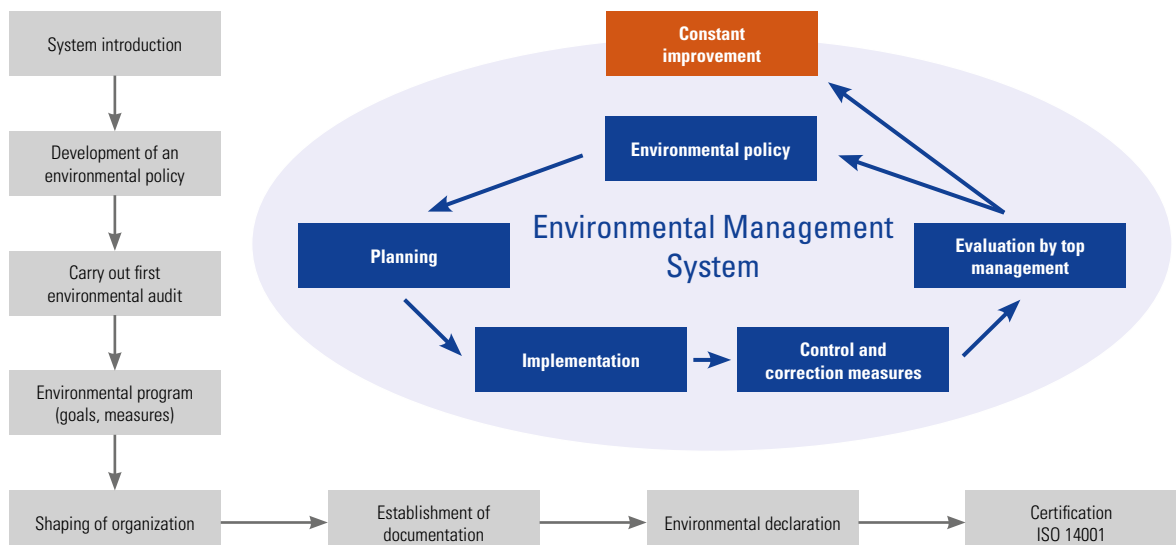 System introduction
Development of an
environmental policy
Carry out first
environmental audit
Environmental program
(goals, measures)
Shaping of organization
Establishment of
documentation
Environmental declaration
Certification
ISO 14001
Constant
improvement
Environmental policy
Planning
Environmental Management
System
Evaluation by top
management
Implementation
Control and
correction measures